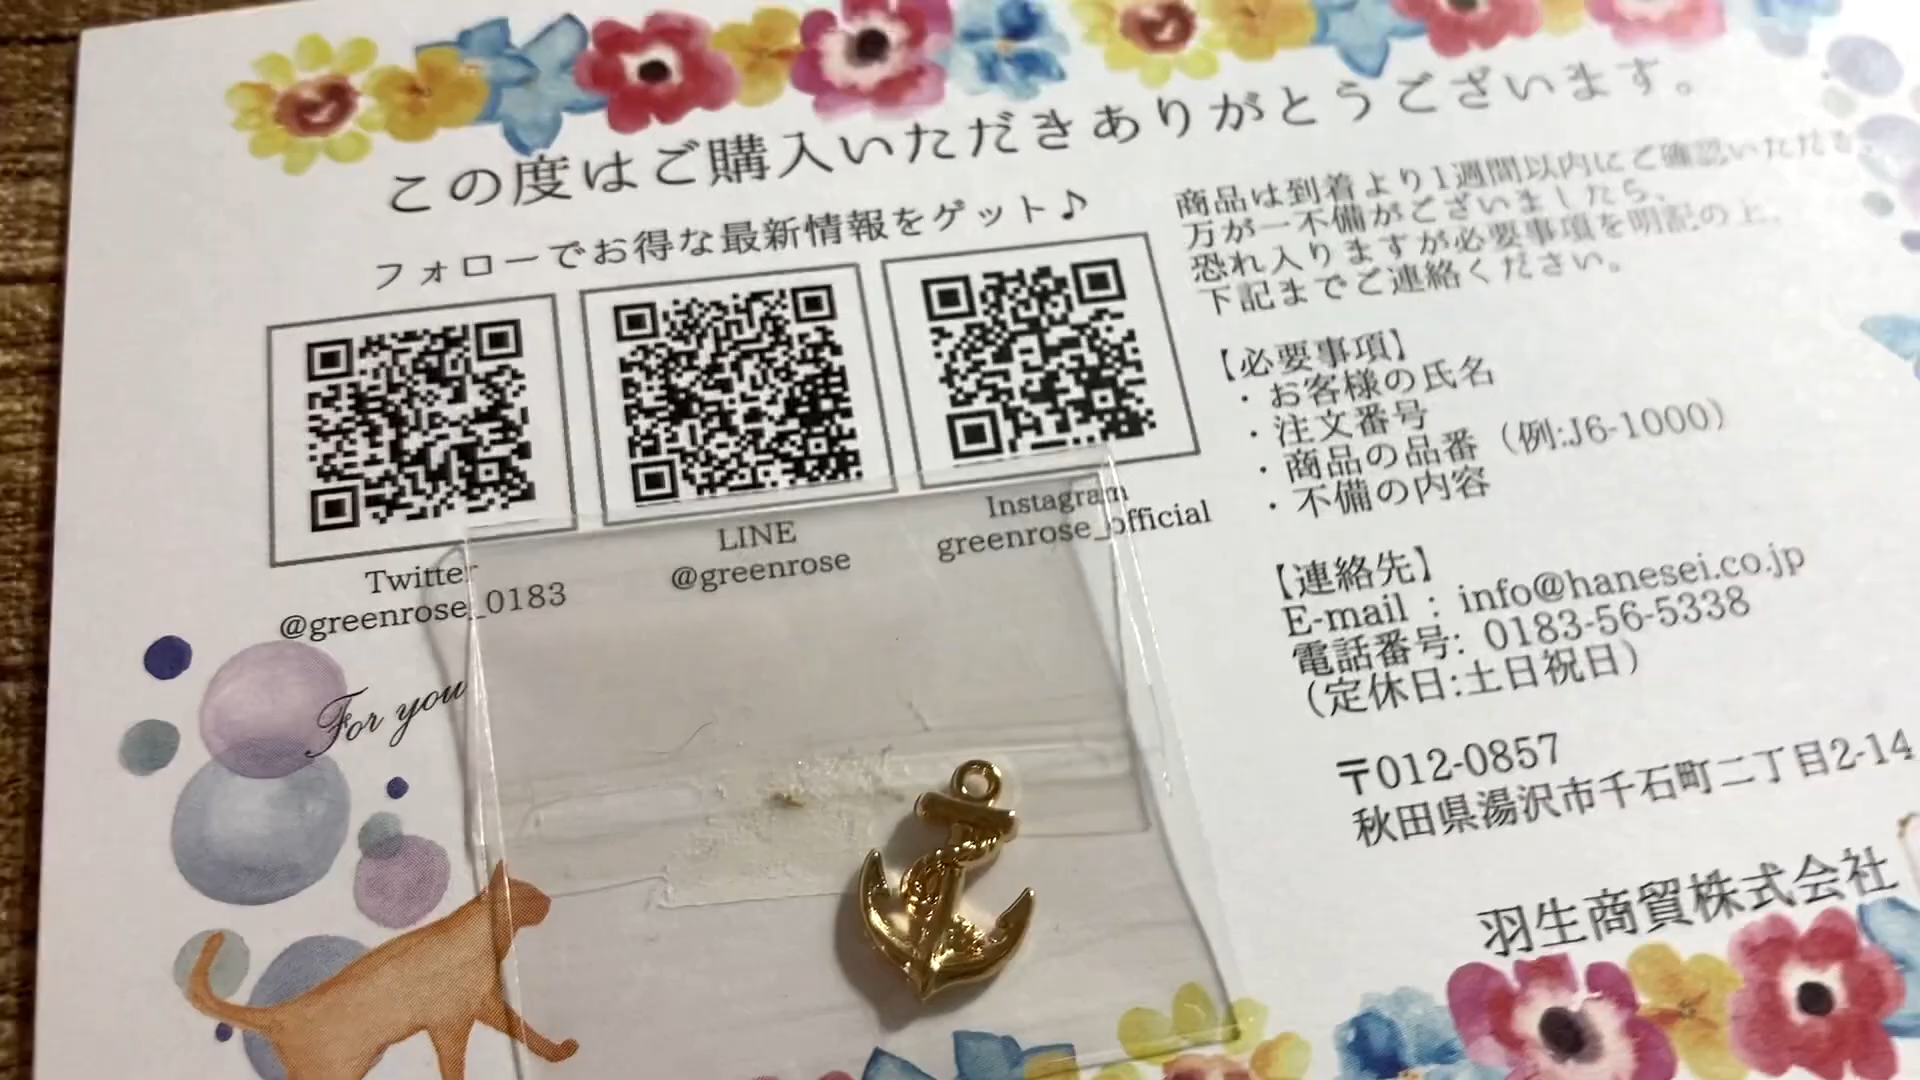 この度はご購入いただきありがとうございます。
フォローでお得な最新情報をゲット♪
Twitter
@greenrose_0183
LINE
@greenrose
Instagram
greenrose_official
For you
商品は到着より1週間以内にご確認いただき、
万が一不備がございましたら、
恐れ入りますが必要事項を明記の上、
下記までご連絡ください。
【必要事項】
・お客様の氏名
・注文番号
・商品の品番（例:J6-1000）
・不備の内容
【連絡先】
E-mail : info@hanesei.co.jp
電話番号: 0183-56-5338
（定休日:土日祝日）
〒012-0857
秋田県湯沢市千石町二丁目2-14
羽生商貿株式会社